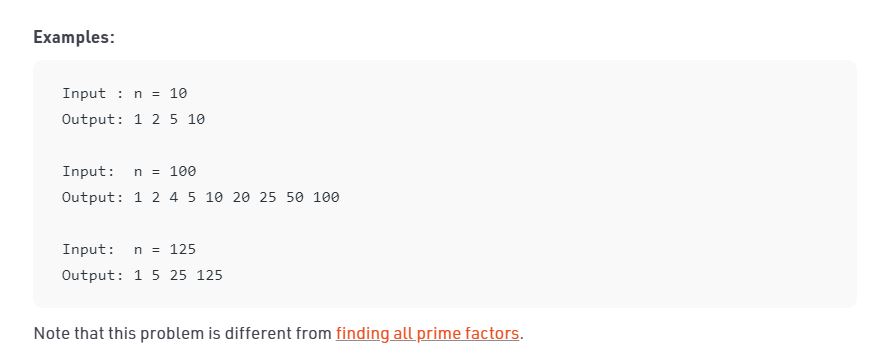 Examples:
Input : n = 10
Output: 1 2 5 10
Input:  n = 100
Output: 1 2 4 5 10 20 25 50 100
Input:  n = 125
Output: 1 5 25 125
Note that this problem is different from finding all prime factors.